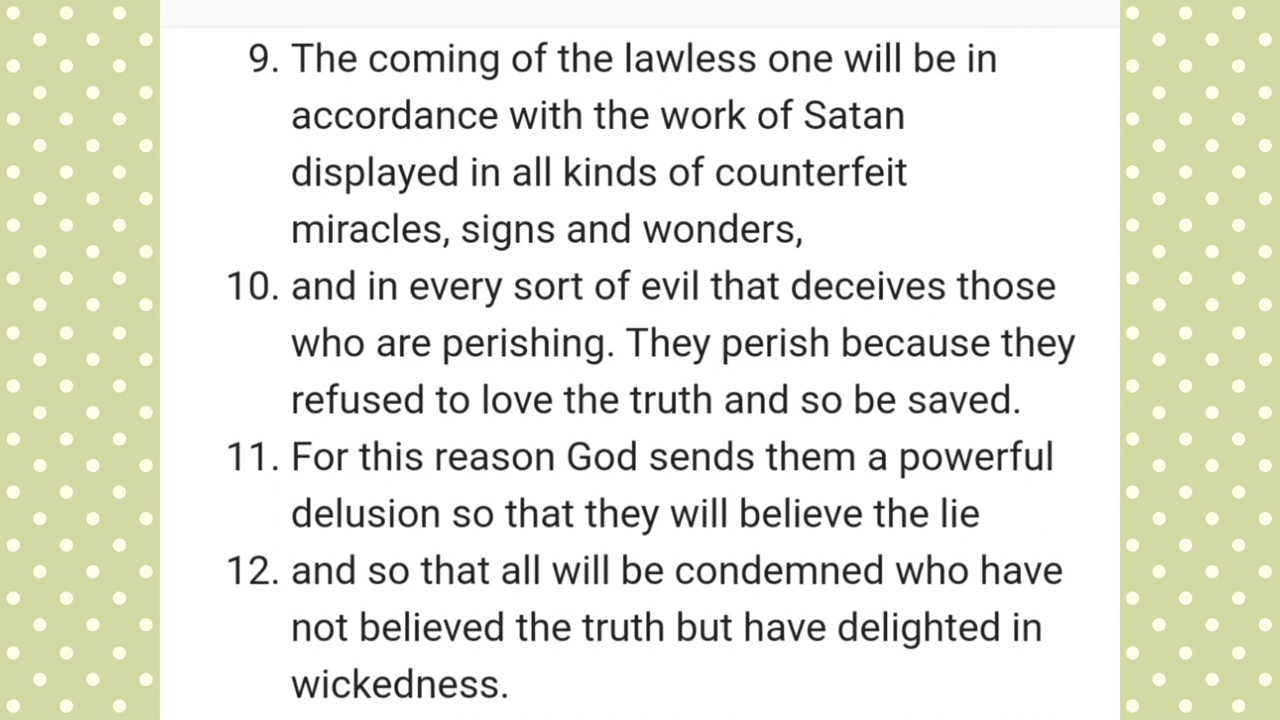 9. The coming of the lawless one will be in
accordance with the work of Satan
displayed in all kinds of counterfeit
miracles, signs and wonders,
10. and in every sort of evil that deceives those
who are perishing. They perish because they
refused to love the truth and so be saved.
11. For this reason God sends them a powerful
delusion so that they will believe the lie
12. and so that all will be condemned who have
not believed the truth but have delighted in
wickedness.